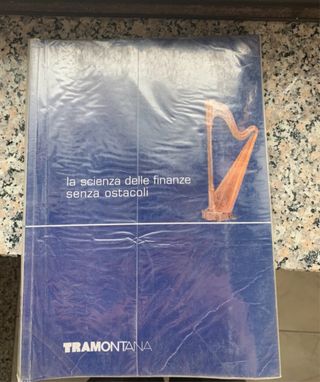 la scienza delle finanze
senza ostacoli
TRAMONTANA